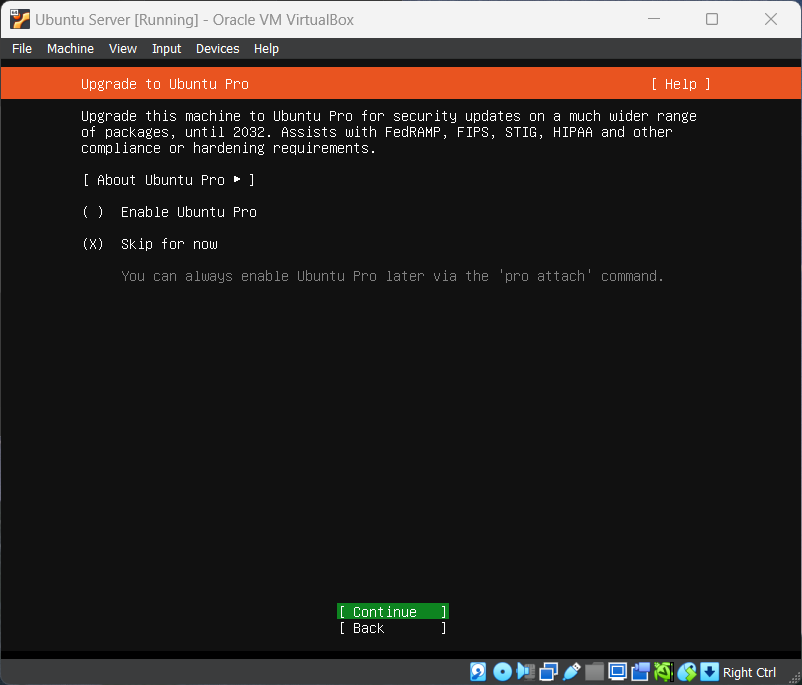 Ubuntu Server [Running] - Oracle VM VirtualBox
File Machine View Input Devices Help
Upgrade to Ubuntu Pro [ Help ]
Upgrade this machine to Ubuntu Pro for security updates on a much wider range
of packages, until 2032. Assists with FedRAMP, FIPS, STIG, HIPAA and other
compliance or hardening requirements.
[ About Ubuntu Pro ► ]
( ) Enable Ubuntu Pro
(X) Skip for now
You can always enable Ubuntu Pro later via the 'pro attach' command.
[ Continue ]
[ Back ]
Right Ctrl